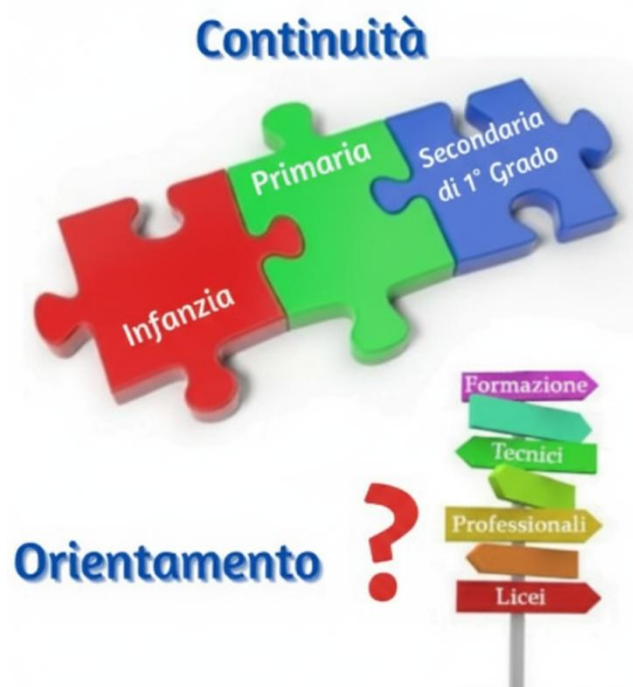 Continuità
Infanzia
Primaria
Secondaria
di 1° Grado
Orientamento
?
Formazione
Tecnici
Professionali
Licei